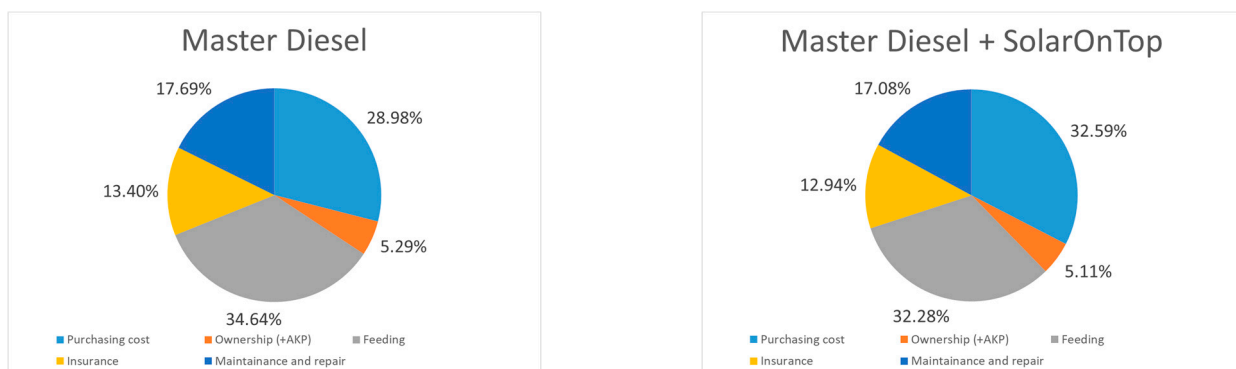 Master Diesel
17.69%
28.98%
13.40%
5.29%
34.64%
Purchasing cost Ownership (+AKP) Feeding
Insurance Maintainance and repair
Master Diesel + SolarOnTop
17.08%
32.59%
12.94%
5.11%
32.28%
Purchasing cost Ownership (+AKP) Feeding
Insurance Maintainance and repair